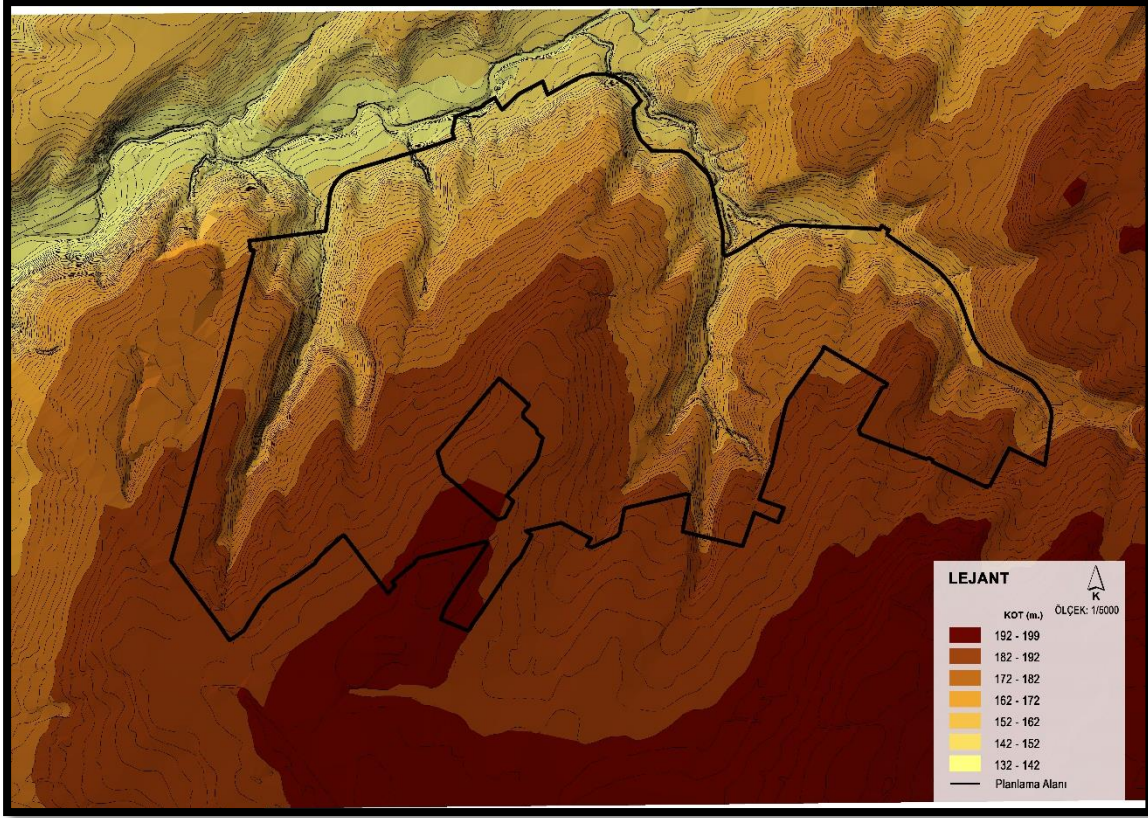 LEJANT
K
KOT (m.)
ÖLÇEK: 1/5000
192 - 199
182 - 192
172 - 182
162 - 172
152 - 162
142 - 152
132 - 142
Planlama Alanı